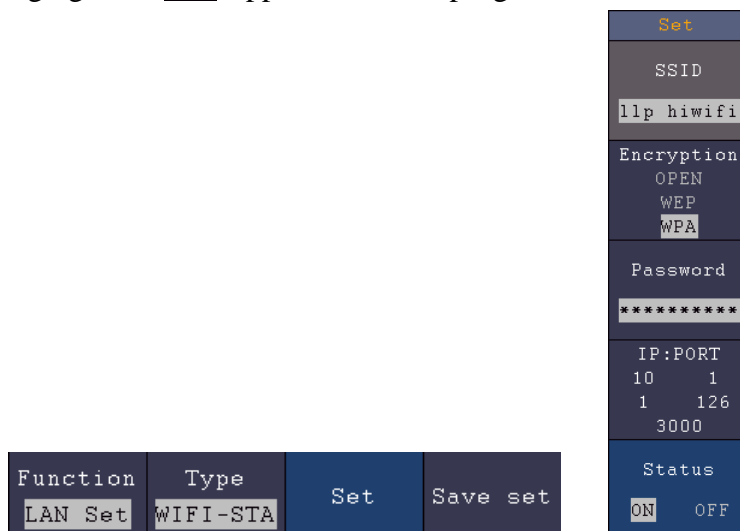 Set
SSID
llp hiwifi
Encryption
OPEN
WEP
WPA
Password
**********
IP:PORT
10 1
1 126
3000
Status
ON OFF
Function Type Set Save set
LAN Set WIFI-STA